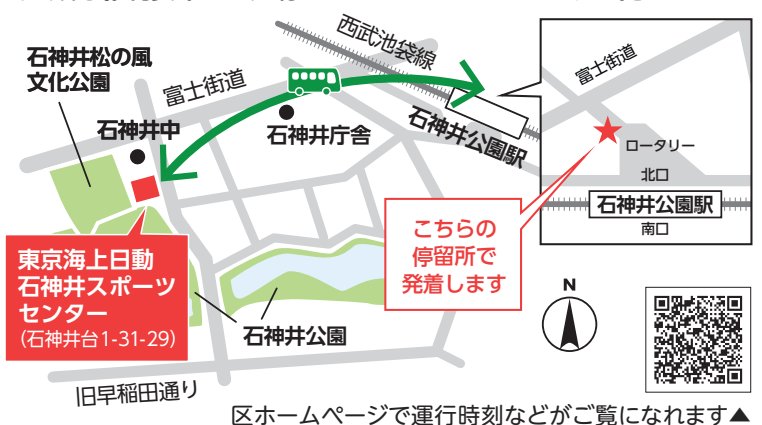 石神井松の風
文化公園
富士街道
西武池袋線
石神井中
石神井庁舎
石神井公園駅
富士街道
ロータリー
北口
石神井公園駅
南口
こちらの
停留所で
発着します
東京海上日動
石神井スポーツ
センター
(石神井台1-31-29)
石神井公園
N
旧早稲田通り
区ホームページで運行時刻などがご覧になれます▲